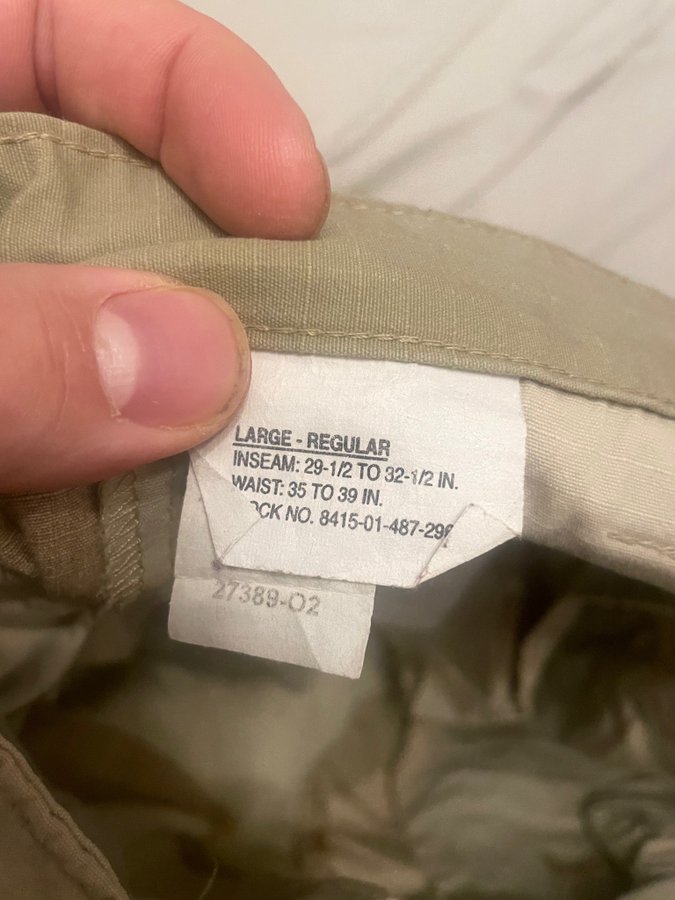 LARGE - REGULAR
INSEAM: 29-1/2 TO 32-1/2 IN.
WAIST: 35 TO 39 IN.
NO. 8415-01-487-29
27389-02